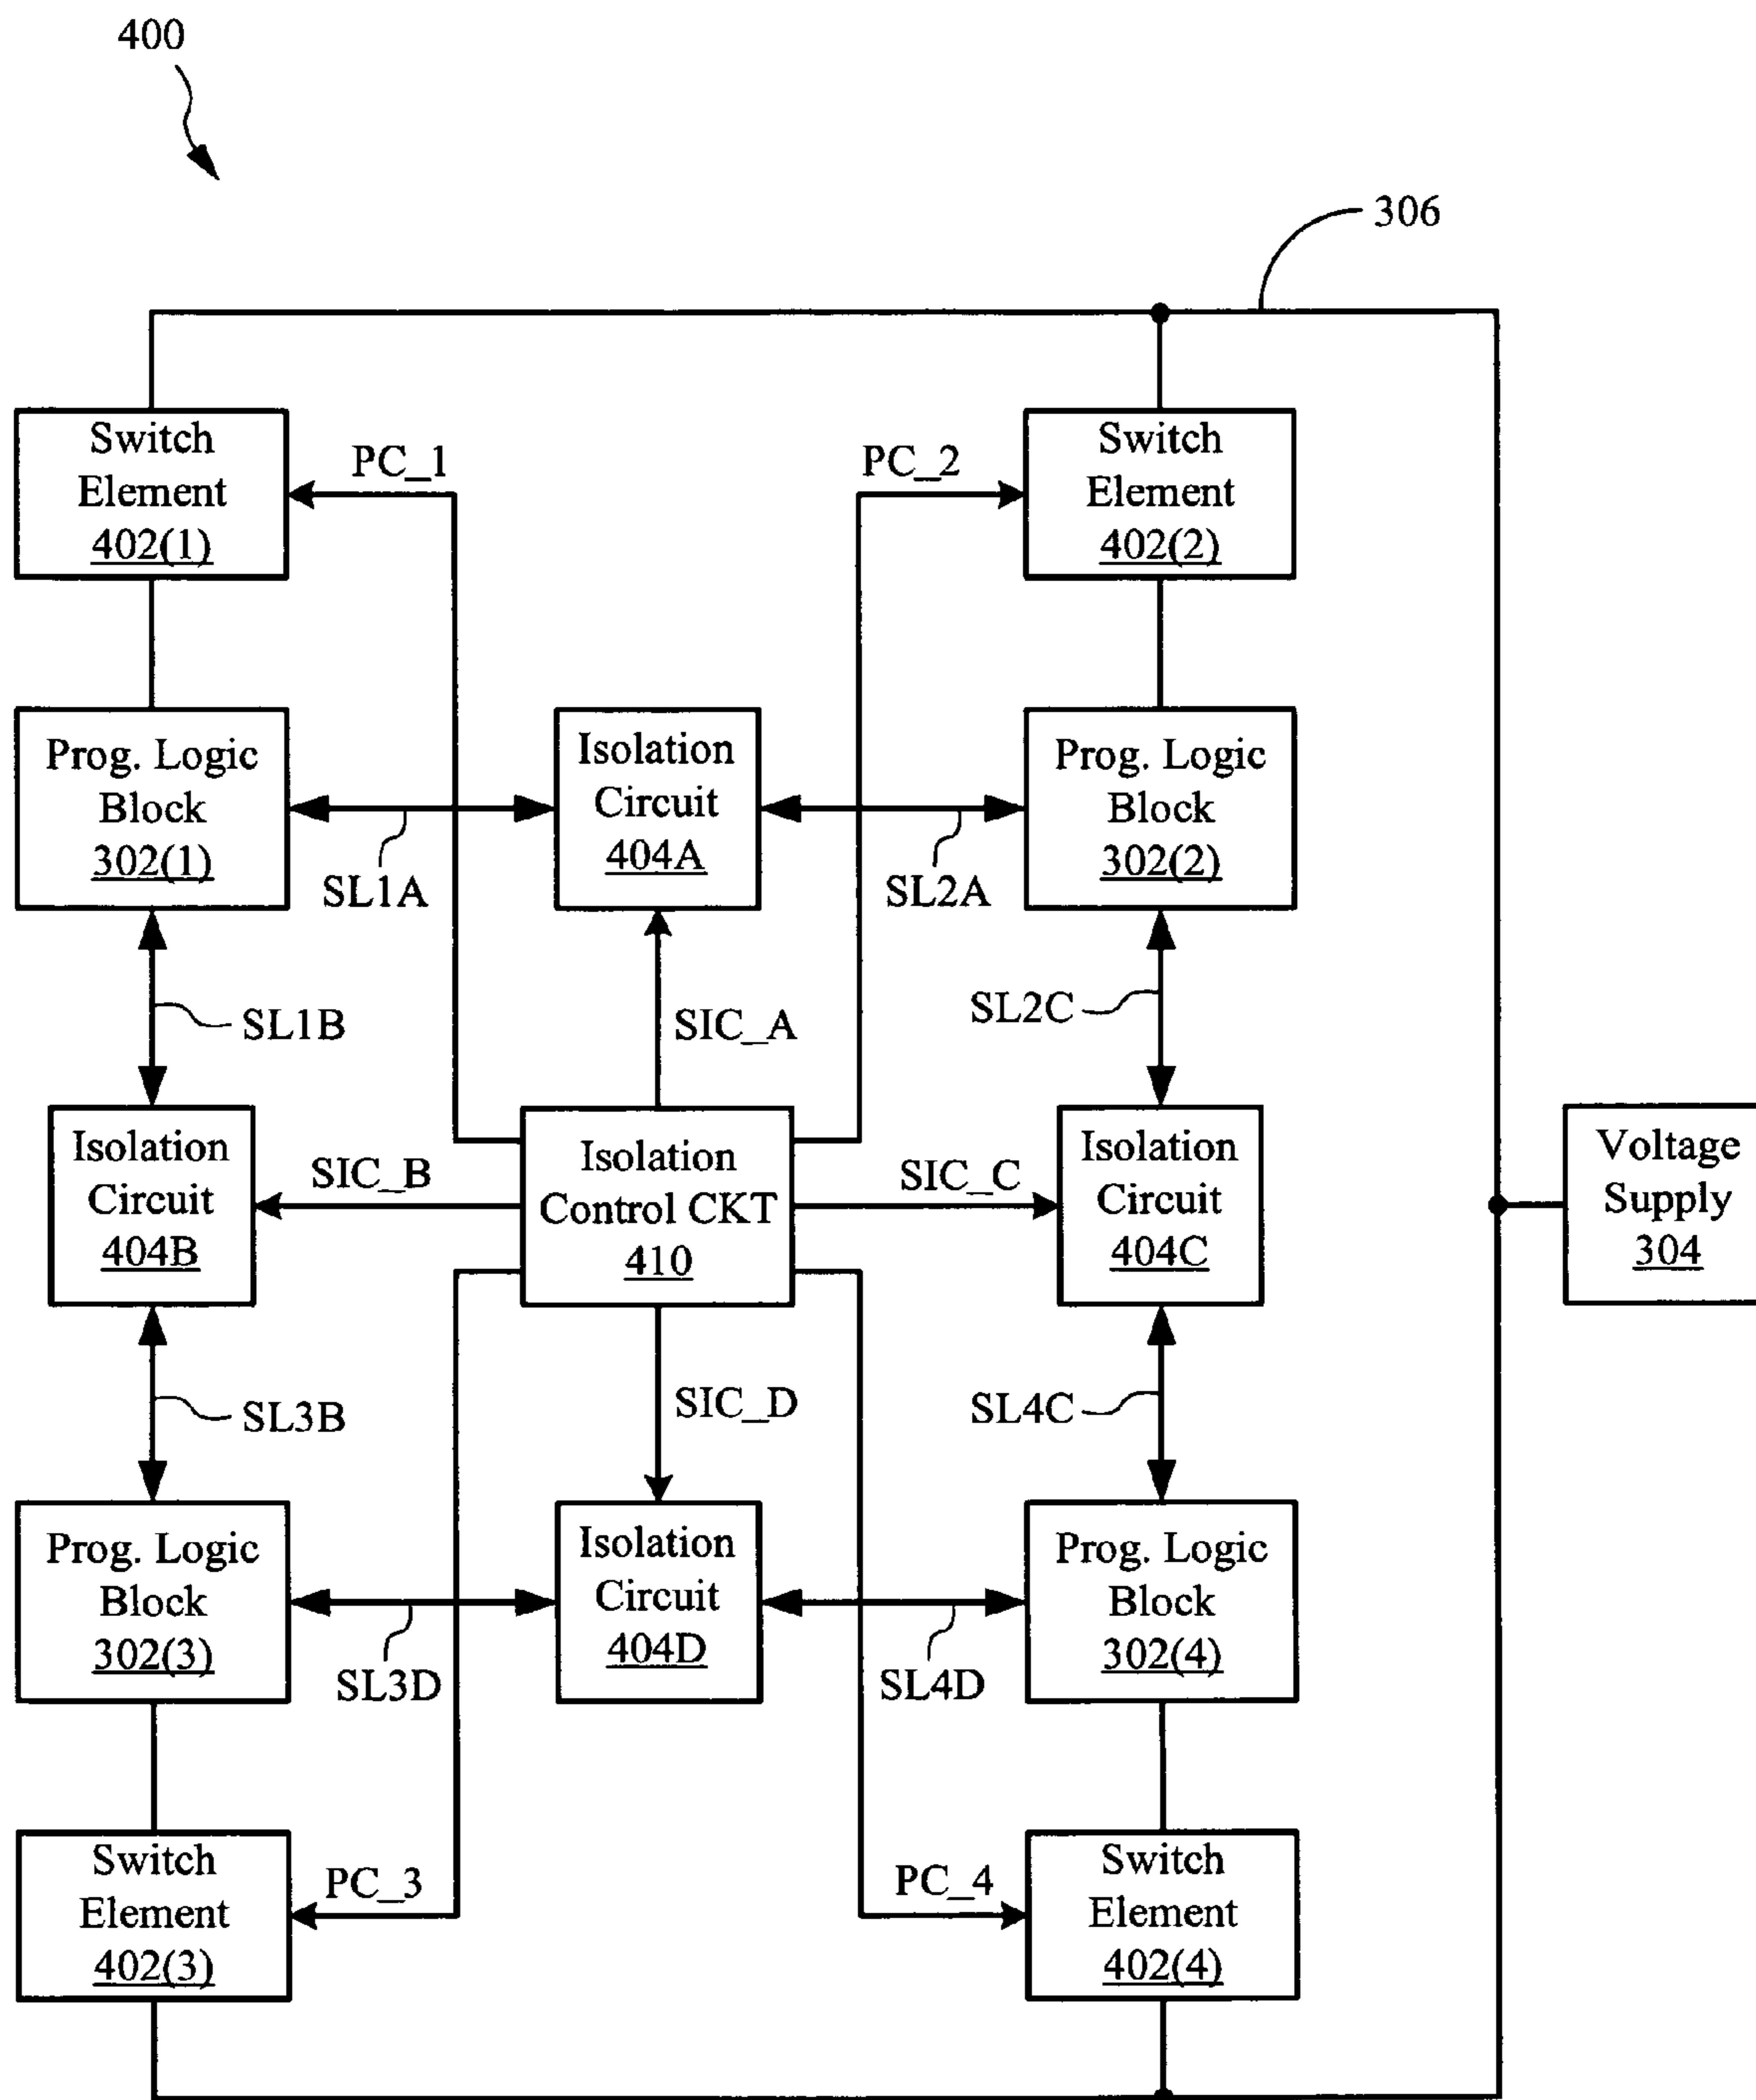 400
306
Switch
Element
402(1)
PC_1
PC_2
Switch
Element
402(2)
Prog. Logic
Block
302(1)
SL1A
Isolation
Circuit
404A
SL2A
Prog. Logic
Block
302(2)
SL1B
SIC_A
SL2C
Isolation
Circuit
404B
SIC_B
Isolation
Control CKT
410
SIC_C
Isolation
Circuit
404C
Voltage
Supply
304
SL3B
SIC_D
SL4C
Prog. Logic
Block
302(3)
SL3D
Isolation
Circuit
404D
SL4D
Prog. Logic
Block
302(4)
Switch
Element
402(3)
PC_3
PC_4
Switch
Element
402(4)